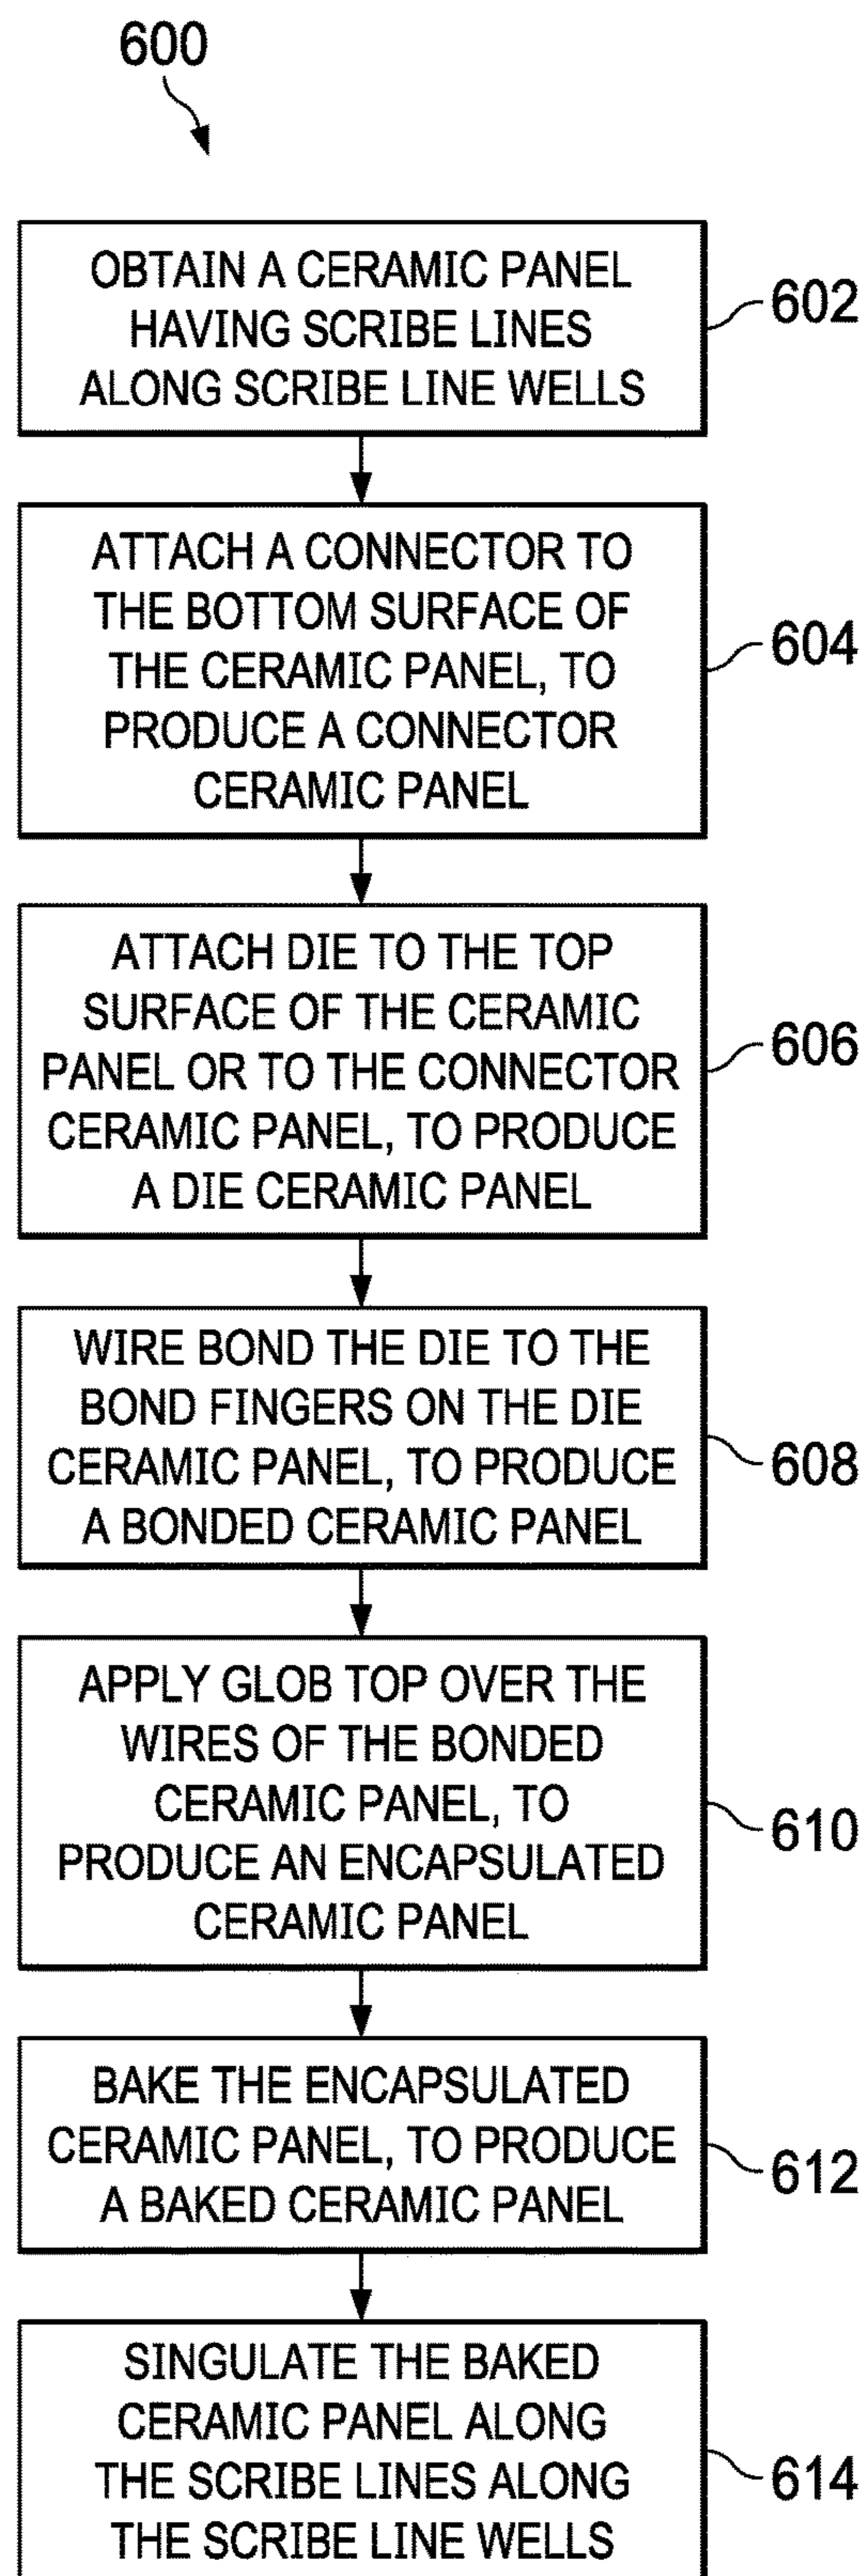 600
OBTAIN A CERAMIC PANEL
HAVING SCRIBE LINES
ALONG SCRIBE LINE WELLS
602
ATTACH A CONNECTOR TO
THE BOTTOM SURFACE OF
THE CERAMIC PANEL, TO
PRODUCE A CONNECTOR
CERAMIC PANEL
604
ATTACH DIE TO THE TOP
SURFACE OF THE CERAMIC
PANEL OR TO THE CONNECTOR
CERAMIC PANEL, TO PRODUCE
A DIE CERAMIC PANEL
606
WIRE BOND THE DIE TO THE
BOND FINGERS ON THE DIE
CERAMIC PANEL, TO PRODUCE
A BONDED CERAMIC PANEL
608
APPLY GLOB TOP OVER THE
WIRES OF THE BONDED
CERAMIC PANEL, TO
PRODUCE AN ENCAPSULATED
CERAMIC PANEL
610
BAKE THE ENCAPSULATED
CERAMIC PANEL, TO PRODUCE
A BAKED CERAMIC PANEL
612
SINGULATE THE BAKED
CERAMIC PANEL ALONG
THE SCRIBE LINES ALONG
THE SCRIBE LINE WELLS
614